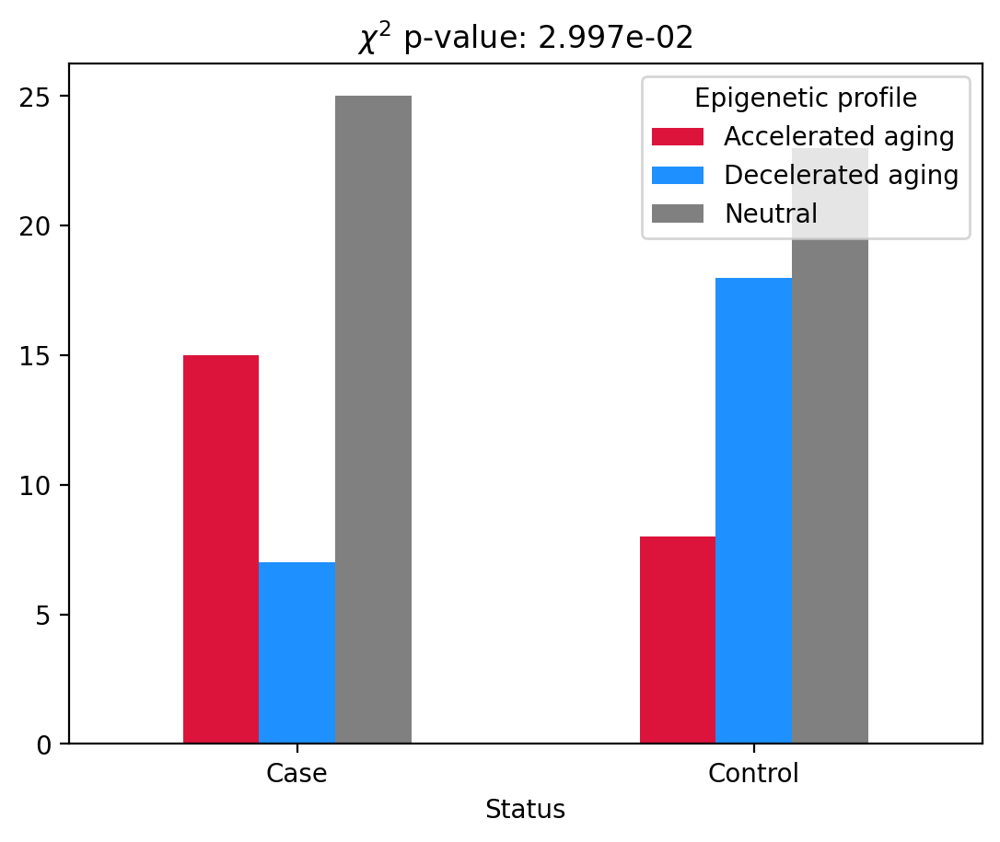 χ² p-value: 2.997e-02
25
20
15
10
5
0
Epigenetic profile
Accelerated aging
Decelerated aging
Neutral
Case
Control
Status